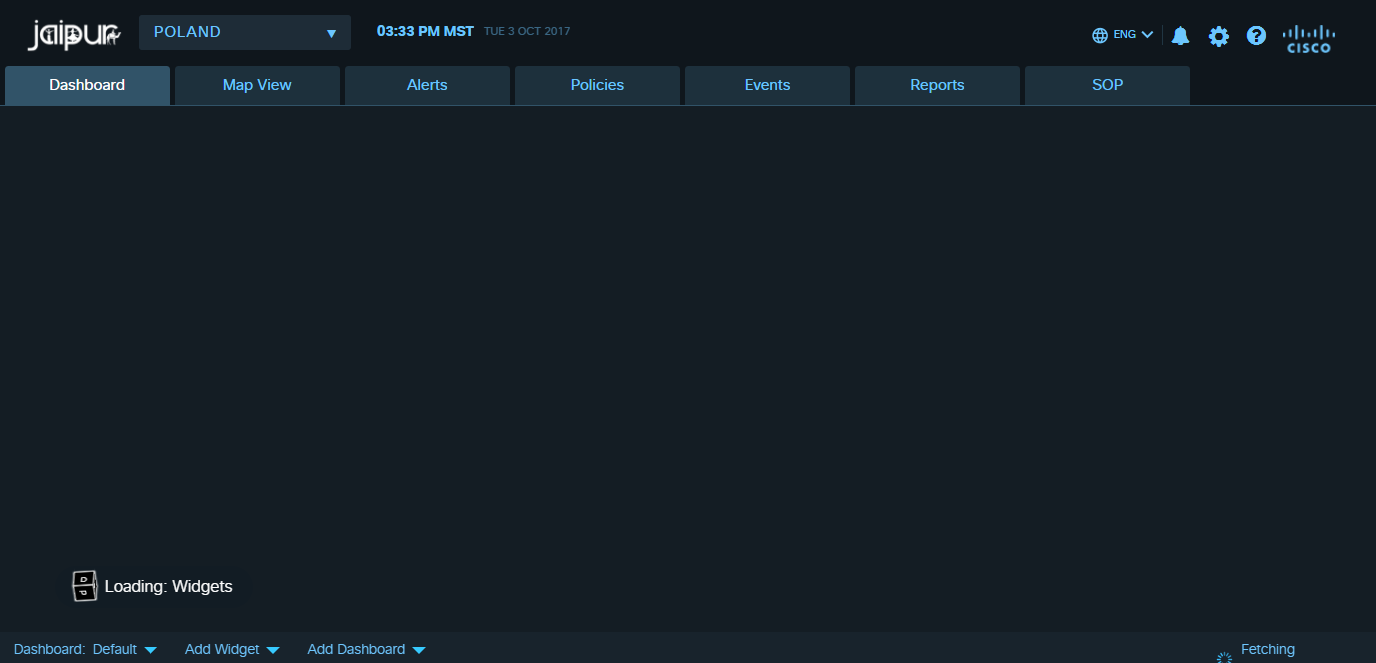 jaipur POLAND 03:33 PM MST TUE 3 OCT 2017 ENG ? CISCO
Dashboard Map View Alerts Policies Events Reports SOP
Loading: Widgets
Dashboard: Default Add Widget Add Dashboard Fetching